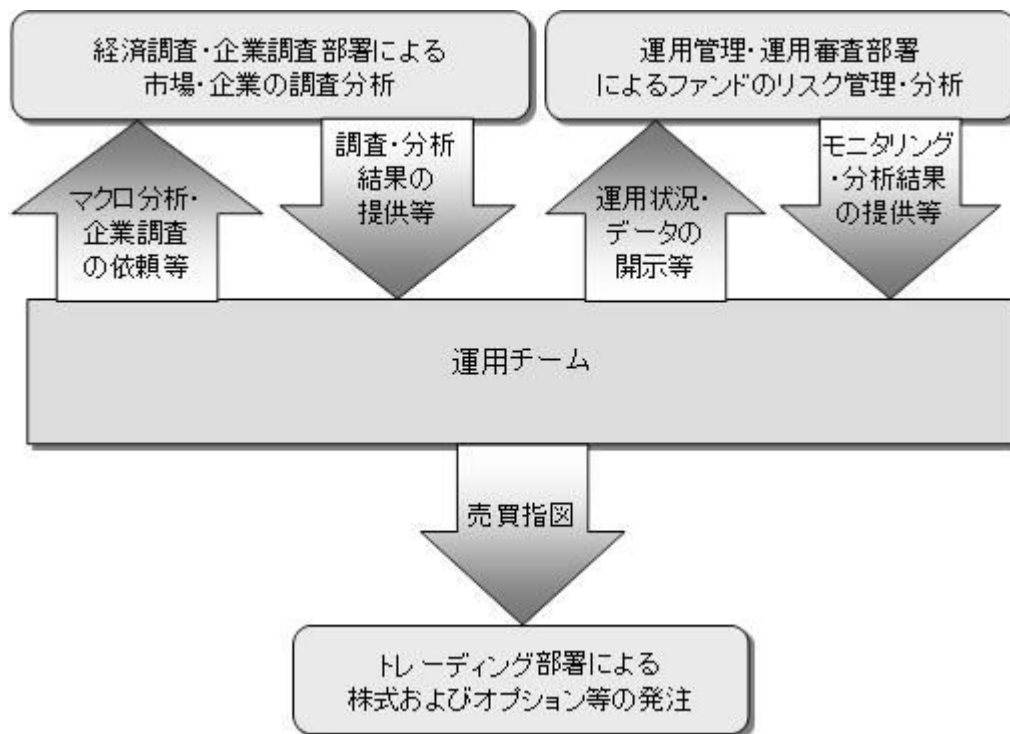 経済調査・企業調査部署による
市場・企業の調査分析
運用管理・運用審査部署
によるファンドのリスク管理・分析
マクロ分析・
企業調査
の依頼等
調査・分析
結果の
提供等
運用状況・
データの
開示等
モニタリング
・分析結果
の提供等
運用チーム
売買指図
トレーディング部署による
株式およびオプション等の発注